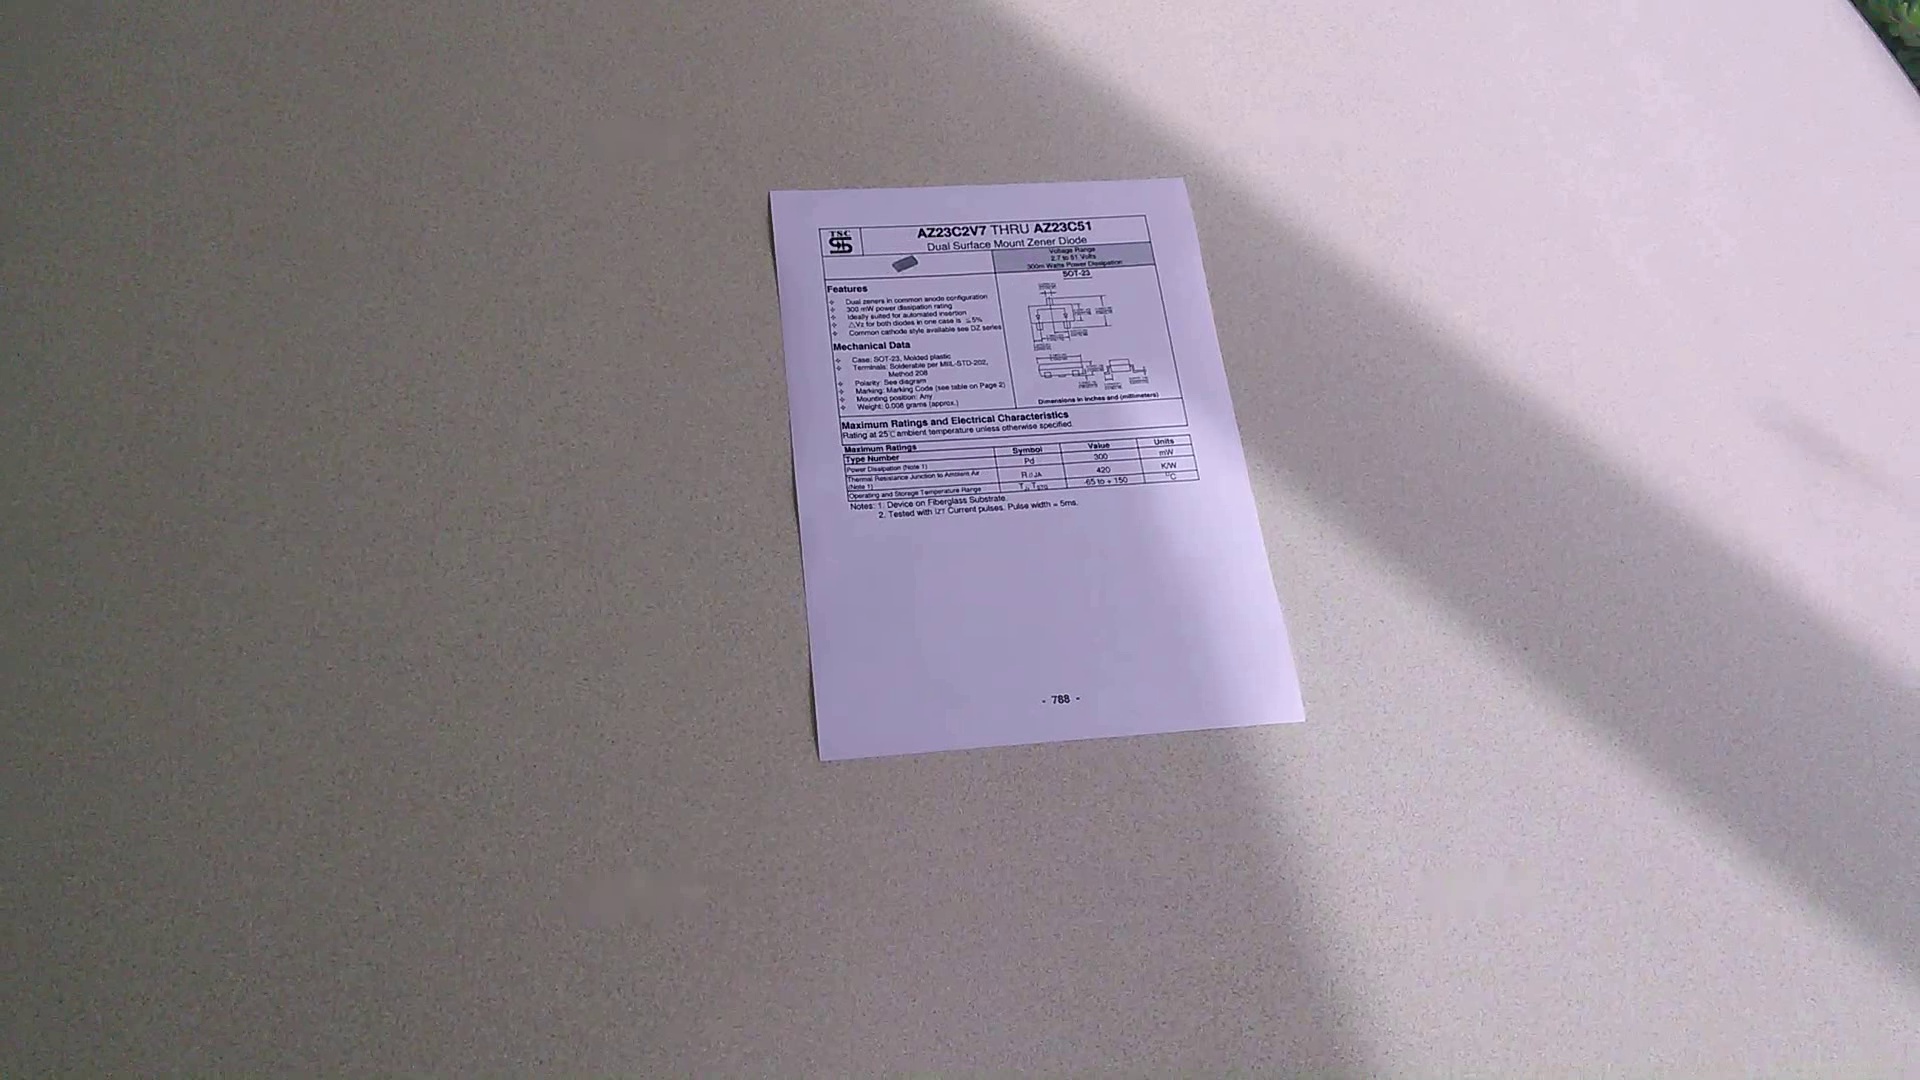 TSC
AZ23C2V7 THRU AZ23C51
Dual Surface Mount Zener Diode
Voltage Range
2.7 to 51 Volts
300m Watts Power Dissipation
SOT-23
Features
Dual zeners in common anode configuration
300 mW power dissipation rating
Ideally suited for automated insertion
△Vz for both diodes in one case is ≦5%
Common cathode style available see DZ series
Mechanical Data
Case: SOT-23, Molded plastic
Terminals: Solderable per MIIL-STD-202,
Method 208
Polarity: See diagram
Marking: Marking Code (see table on Page 2)
Mounting position: Any
Weight: 0.008 grams (approx.)
Dimensions in inches and (millimeters)
Maximum Ratings and Electrical Characteristics
Rating at 25℃ ambient temperature unless otherwise specified.
Maximum Ratings
Type Number Symbol Value Units
Power Dissipation (Note 1) Pd 300 mW
Thermal Resistance Junction to Ambient Air
(Note 1) RθJA 420 K/W
Operating and Storage Temperature Range TJ, TSTG -65 to + 150 °C
Notes: 1. Device on Fiberglass Substrate.
2. Tested with IZT Current pulses. Pulse width = 5ms.
- 788 -